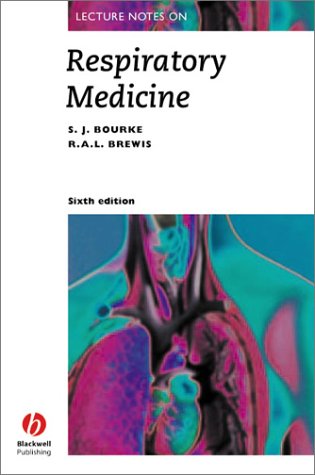 LECTURE NOTES ON
Respiratory
Medicine
S. J. BOURKE
R.A.L. BREWIS
Sixth edition
Blackwell
Publishing